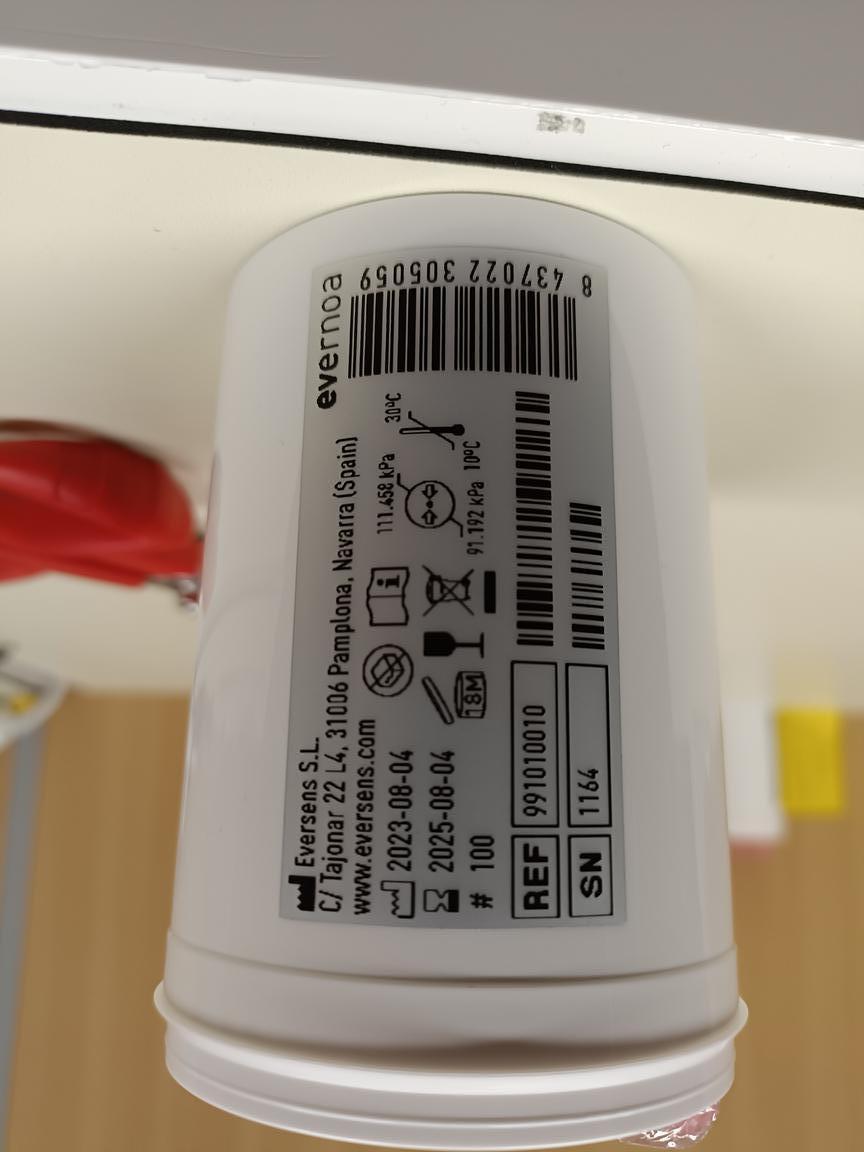 Eversens S.L.
C/ Tajonar 22 L4, 31006 Pamplona, Navarra (Spain)
www.eversens.com
evernoa
2023-08-04
2025-08-04
# 100
18M
111.458 kPa
91.192 kPa
30ºC
10ºC
REF 991010010
SN 1164
8 437022 305059